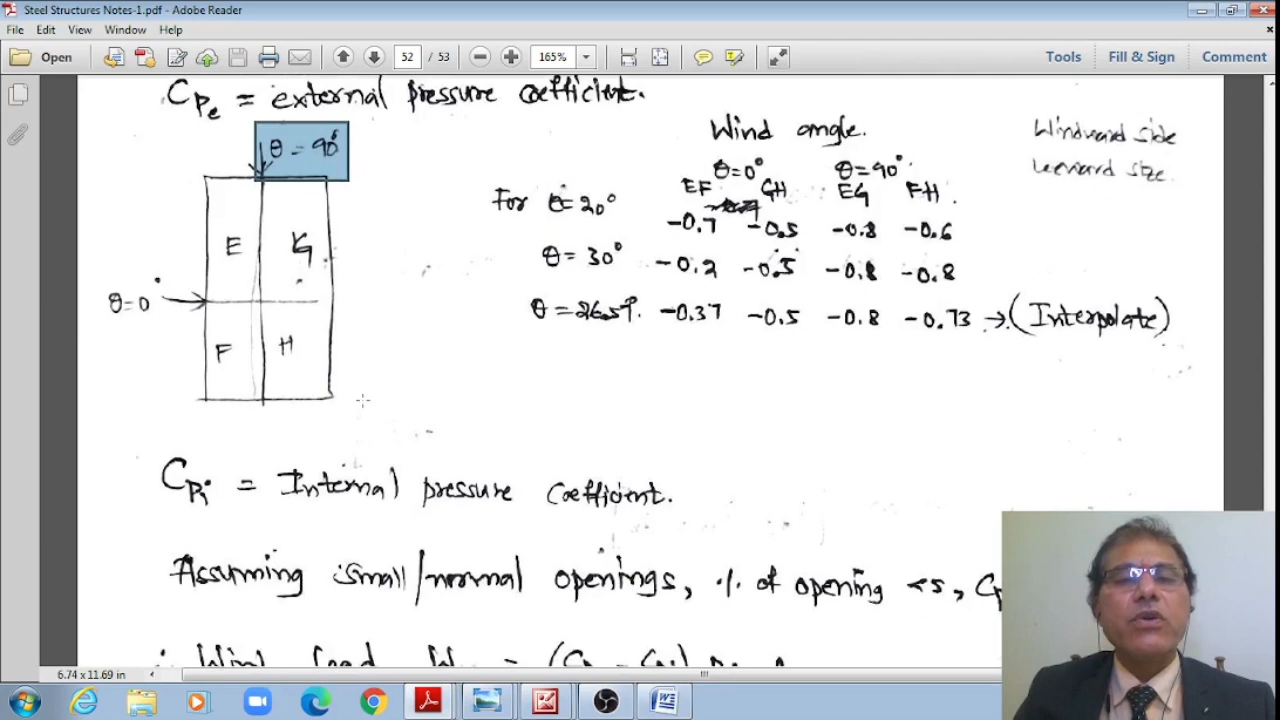 Steel Structures Notes-1.pdf - Adobe Reader
File Edit View Window Help
Open 52 / 53 165% Tools Fill & Sign Comment
Cpe = external pressure coefficient.
θ = 90°
Wind angle.
Windward side
θ=0° θ=90°
Leeward size
EF GH EG FH
For θ=20° -0.7 -0.5 -0.8 -0.6
E G
θ = 30° -0.2 -0.5 -0.8 -0.8
θ=0°
θ = 26.57. -0.37 -0.5 -0.8 -0.73 → (Interpolate)
F H
Cpi = Internal pressure coefficient.
Assuming small/normal openings, % of opening <5, Cp
∴ Wind load
6.74 x 11.69 in